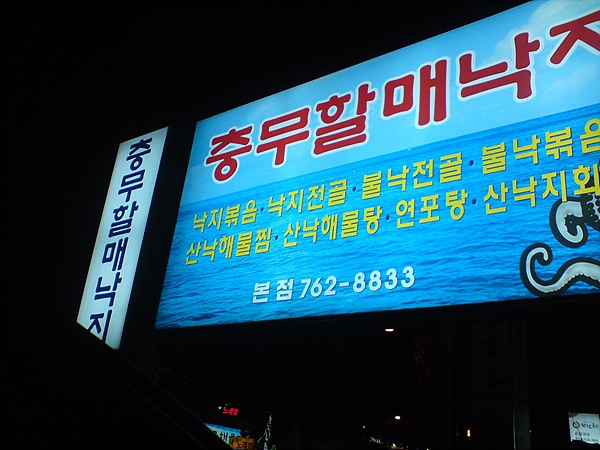 충무할매낙지
충무할매낙지
낙지볶음·낙지전골·불낙전골·불낙볶음
산낙해물찜·산낙해물탕·연포탕·산낙지회
본점 762-8833
노래